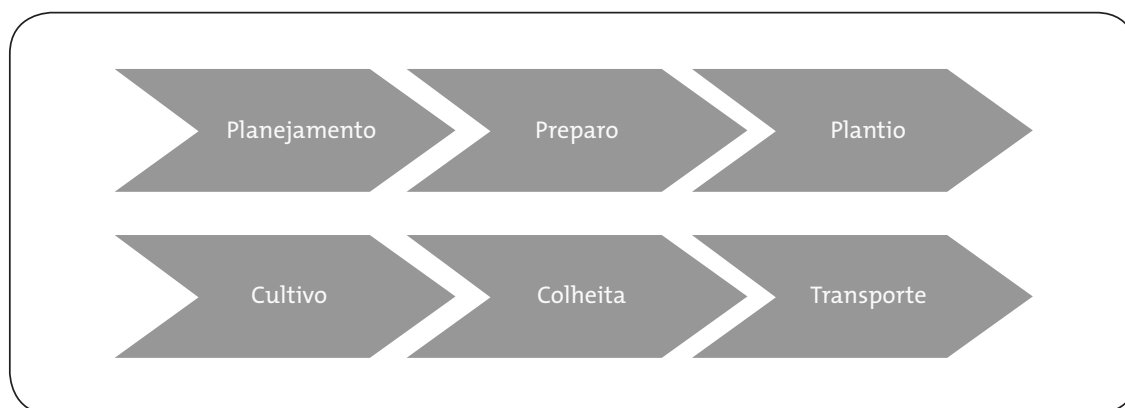 Planejamento
Preparo
Plantio
Cultivo
Colheita
Transporte